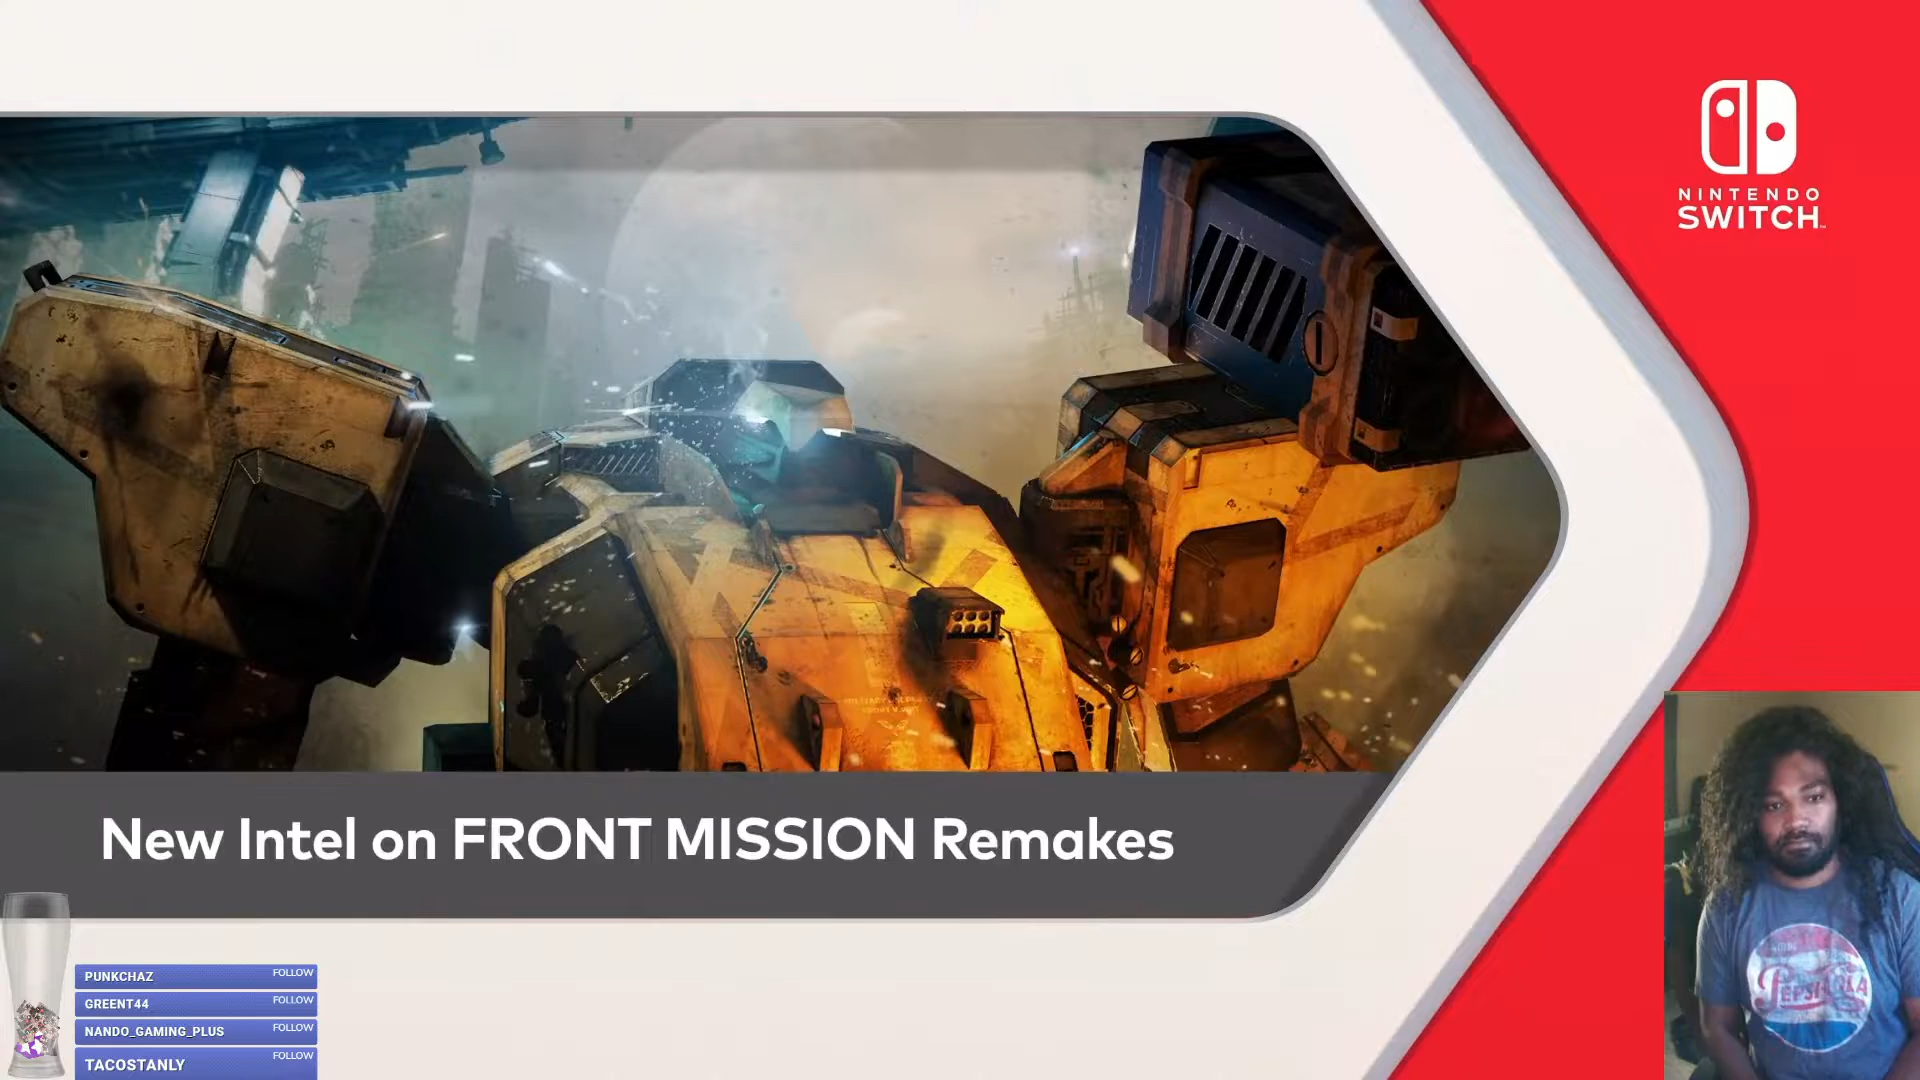 NINTENDO
SWITCH
New Intel on FRONT MISSION Remakes
PUNKCHAZ FOLLOW
GREENT44 FOLLOW
NANDO_GAMING_PLUS FOLLOW
TACOSTANLY FOLLOW